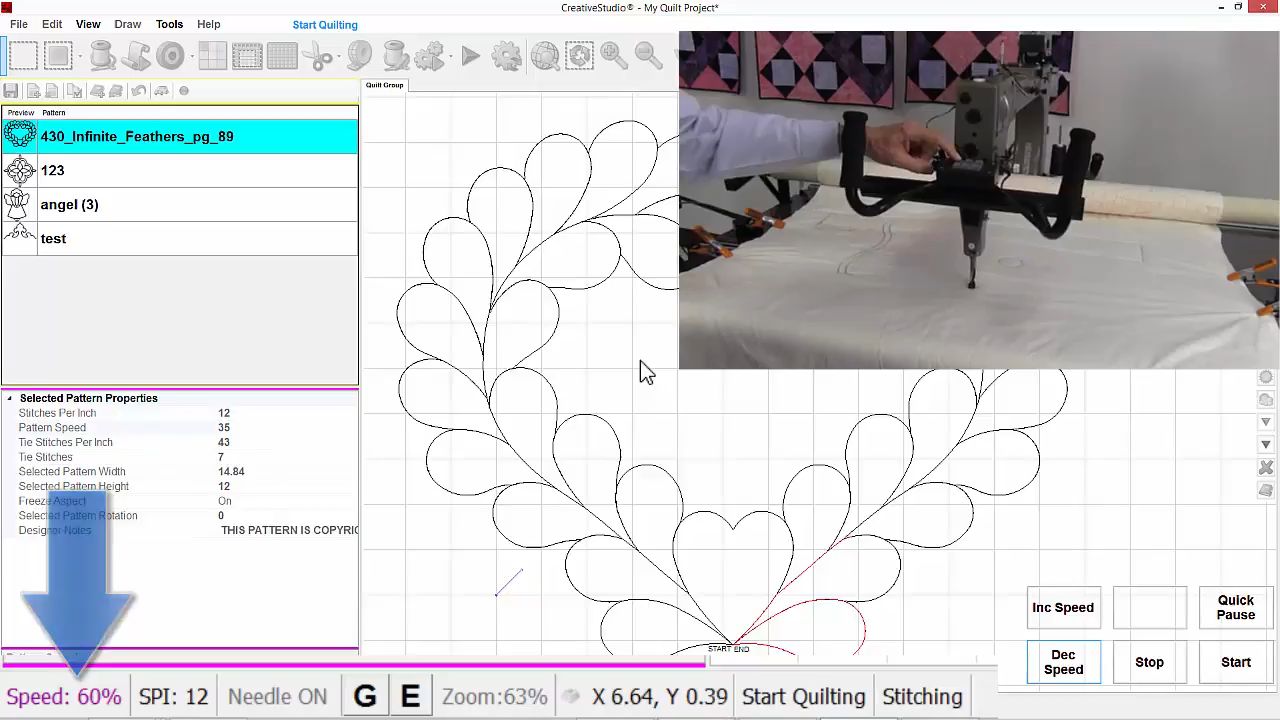 CreativeStudio® - My Quilt Project*
File Edit View Draw Tools Help Start Quilting
Quilt Group
Preview Pattern
430_Infinite_Feathers_pg_89
123
angel (3)
test
Selected Pattern Properties
Stitches Per Inch 12
Pattern Speed 35
Tie Stitches Per Inch 43
Tie Stitches 7
Selected Pattern Width 14.84
Selected Pattern Height 12
Freeze Aspect On
Selected Pattern Rotation 0
Designer Notes THIS PATTERN IS COPYRIG
START END
Inc Speed
Quick
Pause
Dec
Speed
Stop
Start
Speed: 60% SPI: 12 Needle ON G E Zoom:63% X 6.64, Y 0.39 Start Quilting Stitching